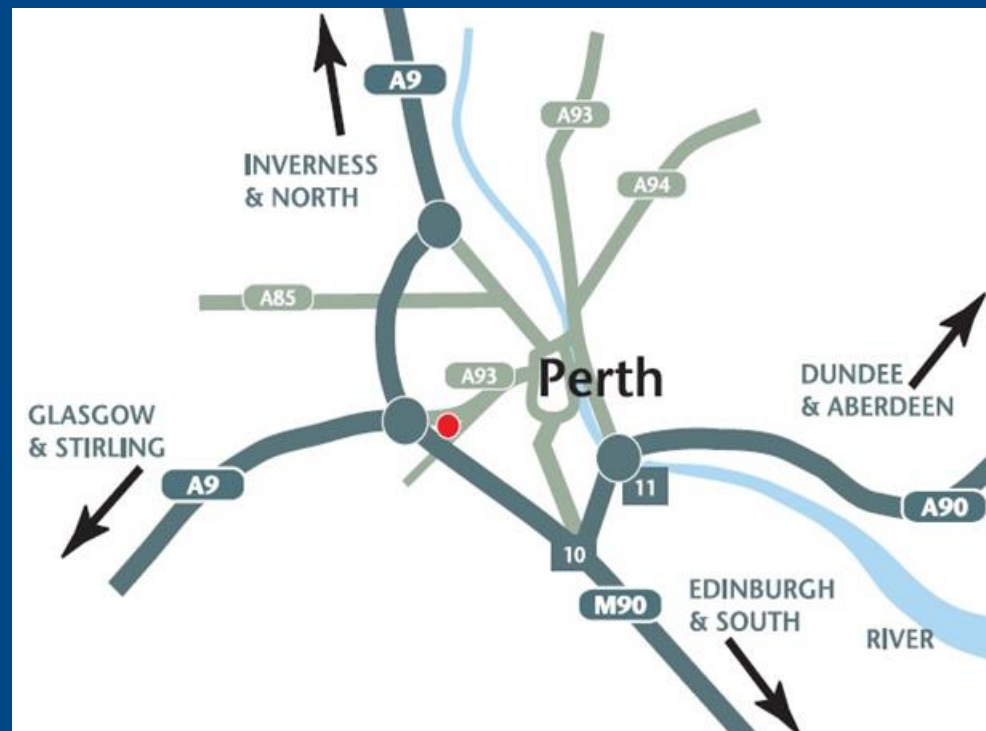 A9
A93
INVERNESS
& NORTH
A94
A85
A93
Perth
DUNDEE
& ABERDEEN
GLASGOW
& STIRLING
A9
11
A90
10
M90
EDINBURGH
& SOUTH
RIVER